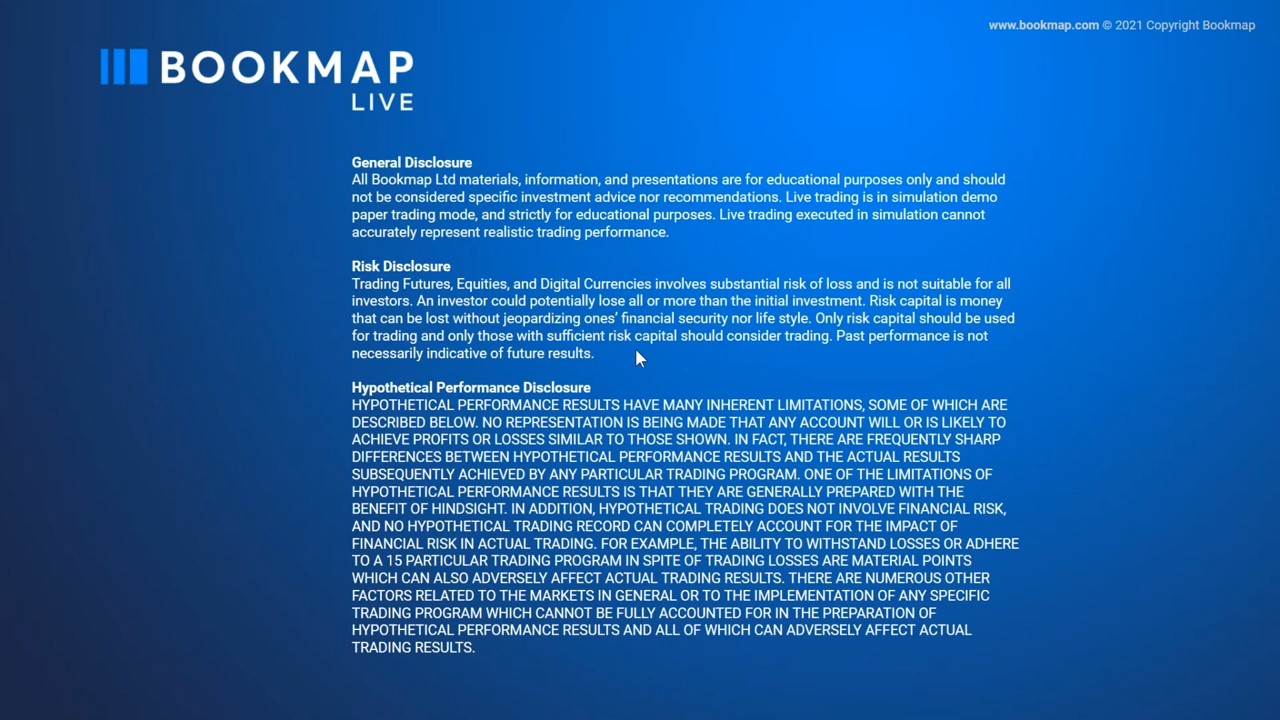 www.bookmap.com © 2021 Copyright Bookmap
BOOKMAP
LIVE
General Disclosure
All Bookmap Ltd materials, information, and presentations are for educational purposes only and should
not be considered specific investment advice nor recommendations. Live trading is in simulation demo
paper trading mode, and strictly for educational purposes. Live trading executed in simulation cannot
accurately represent realistic trading performance.
Risk Disclosure
Trading Futures, Equities, and Digital Currencies involves substantial risk of loss and is not suitable for all
investors. An investor could potentially lose all or more than the initial investment. Risk capital is money
that can be lost without jeopardizing ones’ financial security nor life style. Only risk capital should be used
for trading and only those with sufficient risk capital should consider trading. Past performance is not
necessarily indicative of future results.
Hypothetical Performance Disclosure
HYPOTHETICAL PERFORMANCE RESULTS HAVE MANY INHERENT LIMITATIONS, SOME OF WHICH ARE
DESCRIBED BELOW. NO REPRESENTATION IS BEING MADE THAT ANY ACCOUNT WILL OR IS LIKELY TO
ACHIEVE PROFITS OR LOSSES SIMILAR TO THOSE SHOWN. IN FACT, THERE ARE FREQUENTLY SHARP
DIFFERENCES BETWEEN HYPOTHETICAL PERFORMANCE RESULTS AND THE ACTUAL RESULTS
SUBSEQUENTLY ACHIEVED BY ANY PARTICULAR TRADING PROGRAM. ONE OF THE LIMITATIONS OF
HYPOTHETICAL PERFORMANCE RESULTS IS THAT THEY ARE GENERALLY PREPARED WITH THE
BENEFIT OF HINDSIGHT. IN ADDITION, HYPOTHETICAL TRADING DOES NOT INVOLVE FINANCIAL RISK,
AND NO HYPOTHETICAL TRADING RECORD CAN COMPLETELY ACCOUNT FOR THE IMPACT OF
FINANCIAL RISK IN ACTUAL TRADING. FOR EXAMPLE, THE ABILITY TO WITHSTAND LOSSES OR ADHERE
TO A 15 PARTICULAR TRADING PROGRAM IN SPITE OF TRADING LOSSES ARE MATERIAL POINTS
WHICH CAN ALSO ADVERSELY AFFECT ACTUAL TRADING RESULTS. THERE ARE NUMEROUS OTHER
FACTORS RELATED TO THE MARKETS IN GENERAL OR TO THE IMPLEMENTATION OF ANY SPECIFIC
TRADING PROGRAM WHICH CANNOT BE FULLY ACCOUNTED FOR IN THE PREPARATION OF
HYPOTHETICAL PERFORMANCE RESULTS AND ALL OF WHICH CAN ADVERSELY AFFECT ACTUAL
TRADING RESULTS.